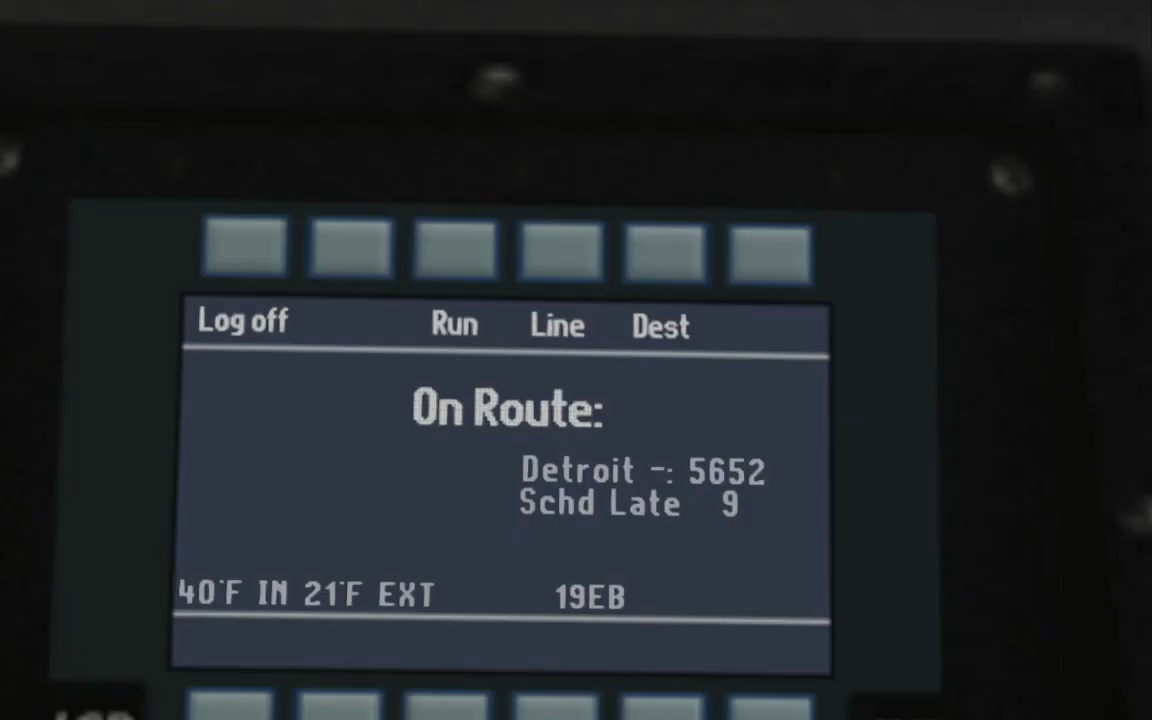 Log off Run Line Dest
On Route:
Detroit -: 5652
Schd Late 9
40°F IN 21°F EXT 19EB